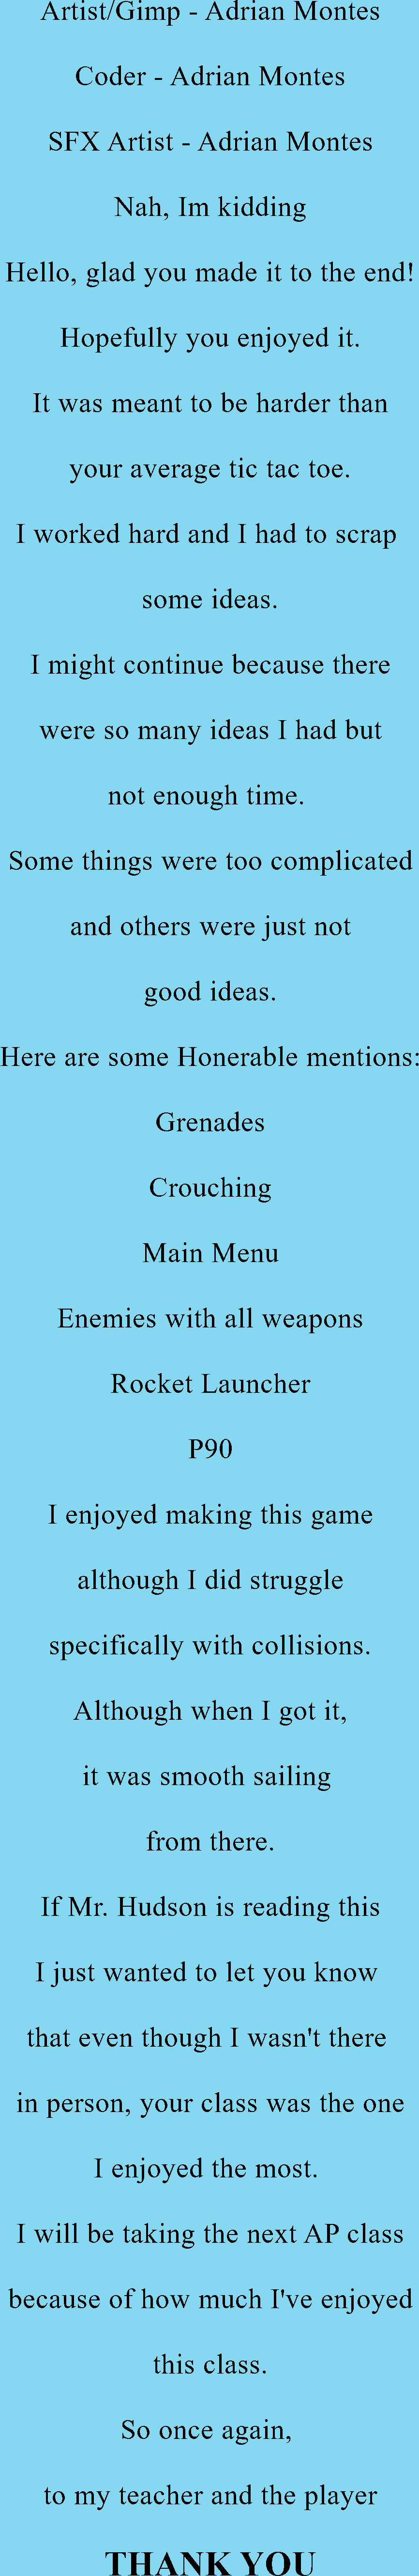 Artist/Gimp - Adrian Montes
Coder - Adrian Montes
SFX Artist - Adrian Montes
Nah, Im kidding
Hello, glad you made it to the end!
Hopefully you enjoyed it.
It was meant to be harder than
your average tic tac toe.
I worked hard and I had to scrap
some ideas.
I might continue because there
were so many ideas I had but
not enough time.
Some things were too complicated
and others were just not
good ideas.
Here are some Honerable mentions:
Grenades
Crouching
Main Menu
Enemies with all weapons
Rocket Launcher
P90
I enjoyed making this game
although I did struggle
specifically with collisions.
Although when I got it,
it was smooth sailing
from there.
If Mr. Hudson is reading this
I just wanted to let you know
that even though I wasn't there
in person, your class was the one
I enjoyed the most.
I will be taking the next AP class
because of how much I've enjoyed
this class.
So once again,
to my teacher and the player
THANK YOU